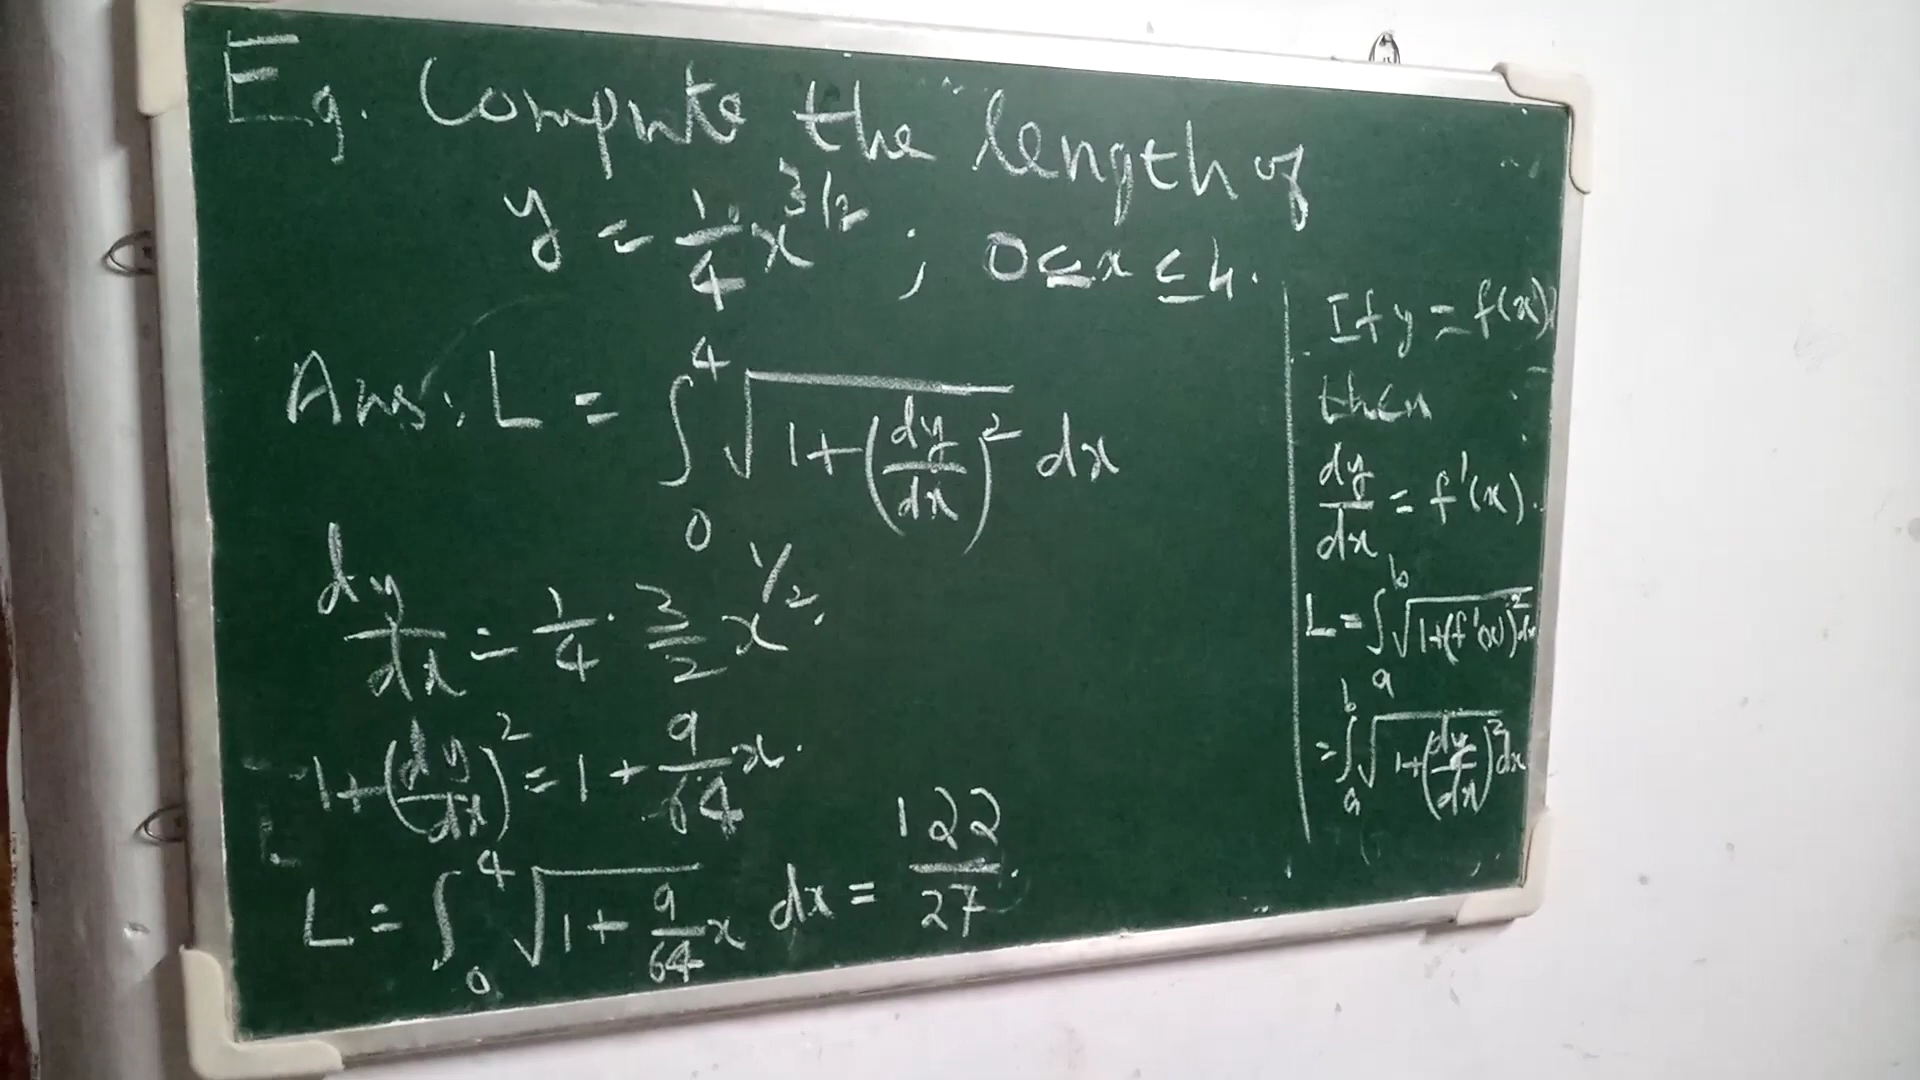 Eg. Compute the length of
y = 1/4 x^3/2 ; 0 ≤ x ≤ 4.
Ans: L = ∫_0^4 √(1+(dy/dx)^2) dx
dy/dx = 1/4 · 3/2 x^1/2.
1+(dy/dx)^2 = 1 + 9/64 x.
L = ∫_0^4 √(1+ 9/64 x) dx = 122/27.
If y = f(x)
then
dy/dx = f'(x).
L = ∫_a^b √(1+(f'(x))^2) dx
= ∫_a^b √(1+(dy/dx)^2) dx